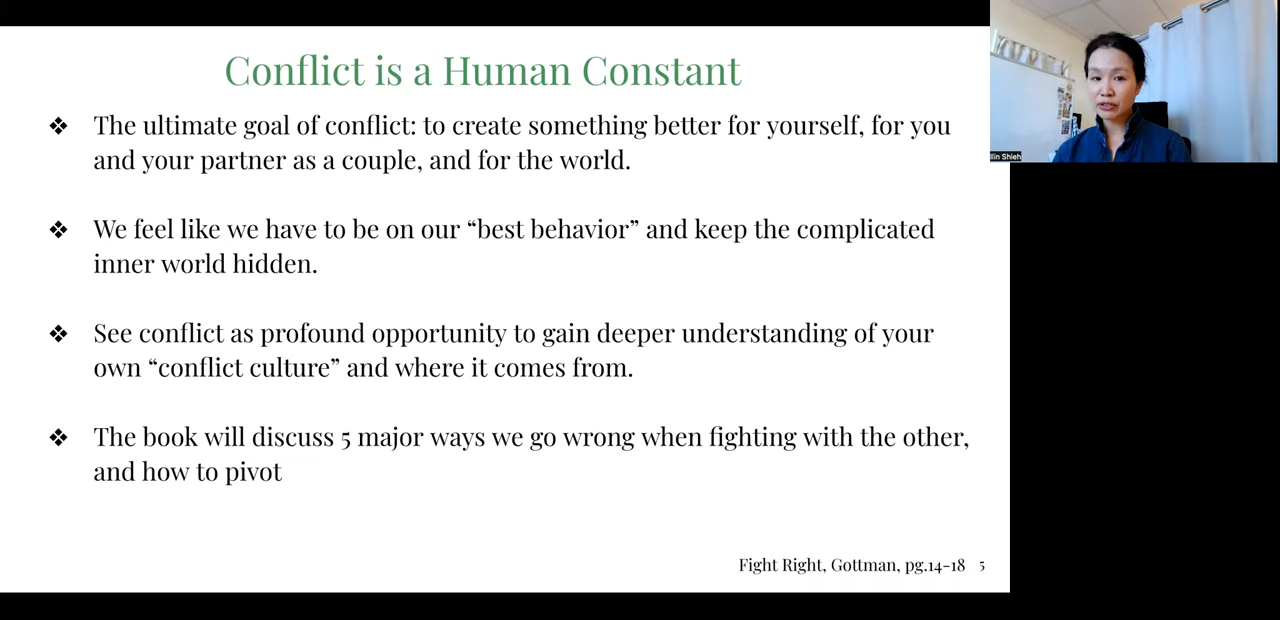 Conflict is a Human Constant
❖ The ultimate goal of conflict: to create something better for yourself, for you
and your partner as a couple, and for the world.
❖ We feel like we have to be on our “best behavior” and keep the complicated
inner world hidden.
❖ See conflict as profound opportunity to gain deeper understanding of your
own “conflict culture” and where it comes from.
❖ The book will discuss 5 major ways we go wrong when fighting with the other,
and how to pivot
Fight Right, Gottman, pg.14-18 5
Shieh